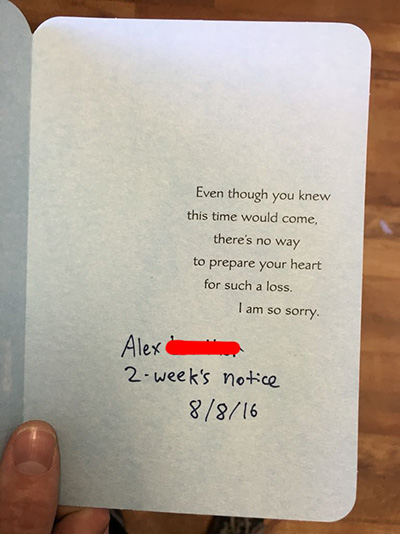 Even though you knew
this time would come,
there's no way
to prepare your heart
for such a loss.
I am so sorry.
Alex
2-week's notice
8/8/16